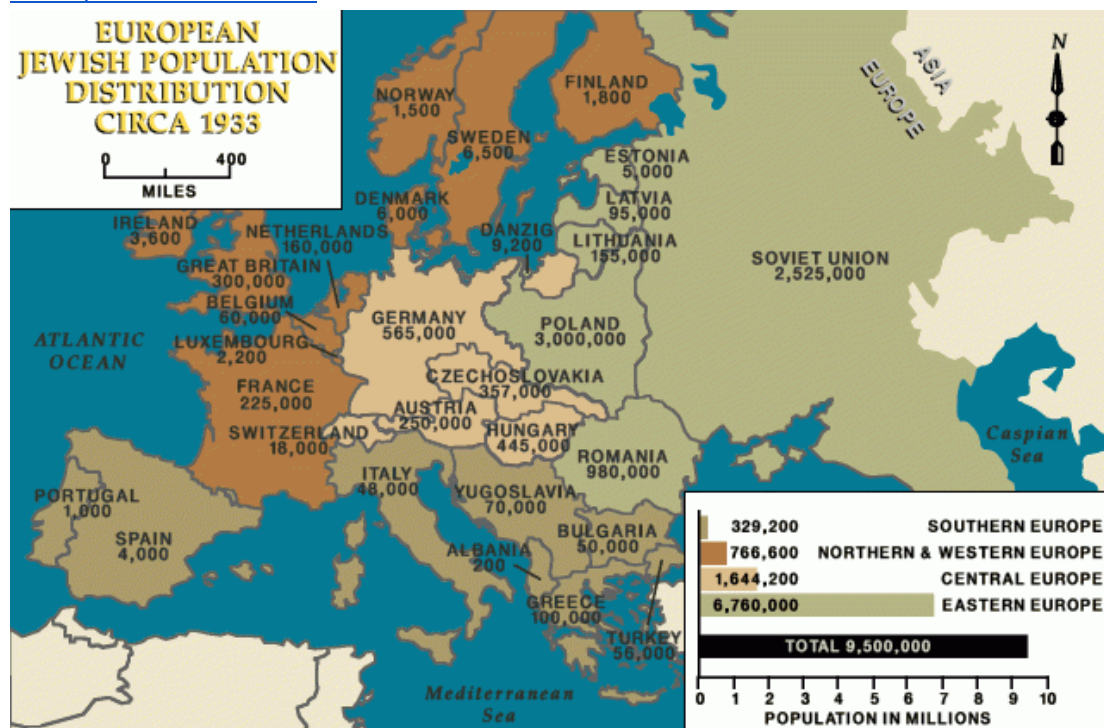 EUROPEAN
JEWISH POPULATION
DISTRIBUTION
CIRCA 1933
0 400
MILES
N
ASIA
EUROPE
NORWAY
1,500
FINLAND
1,800
SWEDEN
6,500
ESTONIA
5,000
DENMARK
6,000
LATVIA
95,000
IRELAND
3,600
NETHERLANDS
160,000
DANZIG
9,200
LITHUANIA
155,000
SOVIET UNION
2,525,000
GREAT BRITAIN
300,000
BELGIUM
60,000
GERMANY
565,000
POLAND
3,000,000
ATLANTIC
OCEAN
LUXEMBOURG
2,200
FRANCE
225,000
CZECHOSLOVAKIA
357,000
AUSTRIA
250,000
SWITZERLAND
18,000
HUNGARY
445,000
ROMANIA
980,000
Caspian
Sea
ITALY
48,000
YUGOSLAVIA
70,000
PORTUGAL
1,000
SPAIN
4,000
BULGARIA
50,000
ALBANIA
200
GREECE
100,000
TURKEY
56,000
Mediterranean
Sea
329,200 SOUTHERN EUROPE
766,600 NORTHERN & WESTERN EUROPE
1,644,200 CENTRAL EUROPE
6,760,000 EASTERN EUROPE
TOTAL 9,500,000
0 1 2 3 4 5 6 7 8 9 10
POPULATION IN MILLIONS